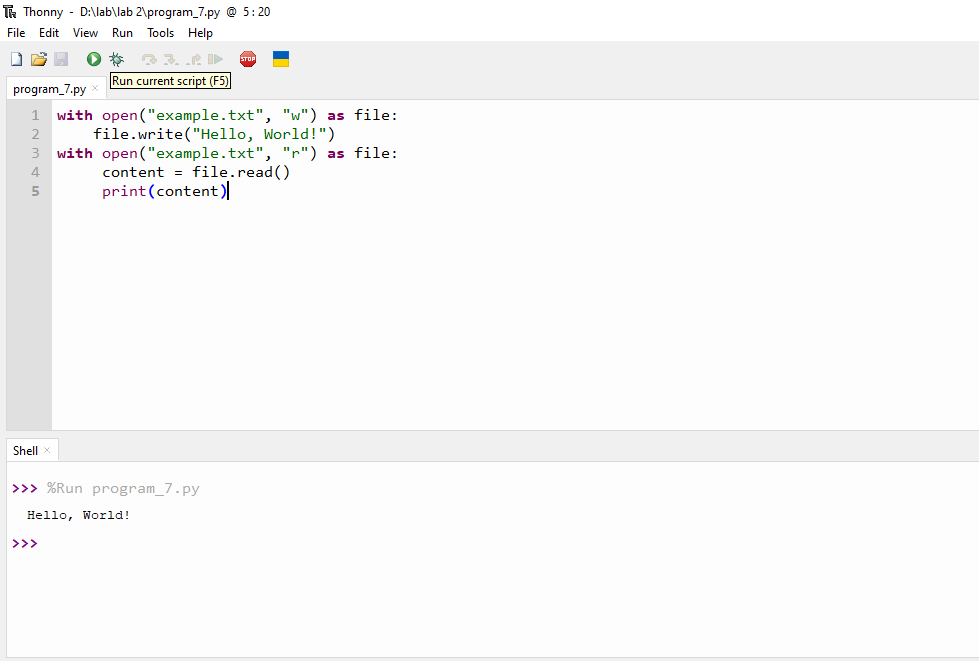 Thonny - D:\lab\lab 2\program_7.py @ 5:20
File Edit View Run Tools Help
STOP
program_7.py ×
Run current script (F5)
1 with open("example.txt", "w") as file:
2     file.write("Hello, World!")
3 with open("example.txt", "r") as file:
4      content = file.read()
5      print(content)
Shell ×
>>> %Run program_7.py
Hello, World!
>>>